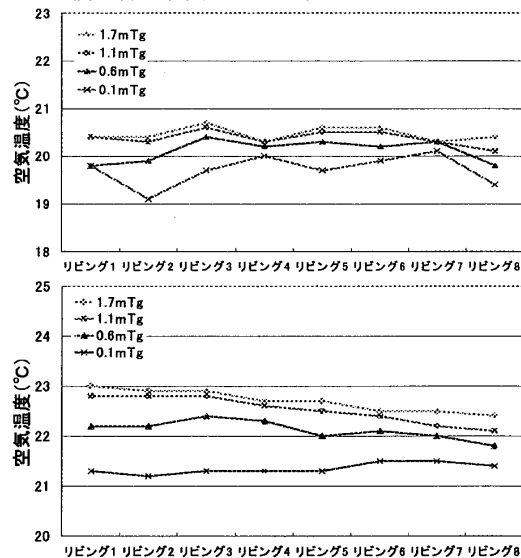 23
22
21
20
19
18
空気温度(℃)
1.7mTg
1.1mTg
0.6mTg
0.1mTg
リビング1 リビング2 リビング3 リビング4 リビング5 リビング6 リビング7 リビング8
25
24
23
22
21
20
空気温度(℃)
1.7mTg
1.1mTg
0.6mTg
0.1mTg
リビング1 リビング2 リビング3 リビング4 リビング5 リビング6 リビング7 リビング8